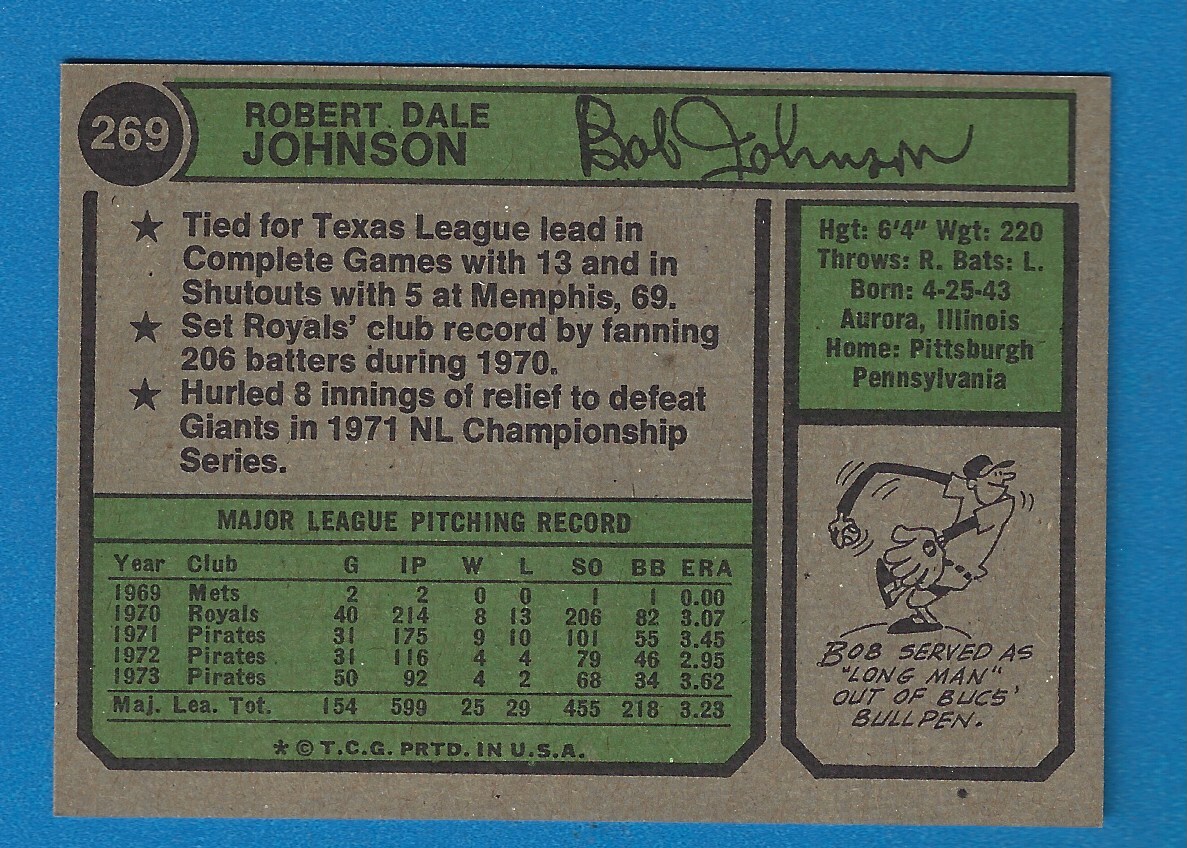 269
ROBERT DALE
JOHNSON
Bob Johnson
★ Tied for Texas League lead in
Complete Games with 13 and in
Shutouts with 5 at Memphis, 69.
★ Set Royals' club record by fanning
206 batters during 1970.
★ Hurled 8 innings of relief to defeat
Giants in 1971 NL Championship
Series.
MAJOR LEAGUE PITCHING RECORD
Year Club G IP W L SO BB ERA
1969 Mets 2 2 0 0 1 1 0.00
1970 Royals 40 214 8 13 206 82 3.07
1971 Pirates 31 175 9 10 101 55 3.45
1972 Pirates 31 116 4 4 79 46 2.95
1973 Pirates 50 92 4 2 68 34 3.62
Maj. Lea. Tot. 154 599 25 29 455 218 3.23
* © T.C.G. PRTD. IN U.S.A.
Hgt: 6'4" Wgt: 220
Throws: R. Bats: L.
Born: 4-25-43
Aurora, Illinois
Home: Pittsburgh
Pennsylvania
BOB SERVED AS
"LONG MAN"
OUT OF BUCS'
BULLPEN.